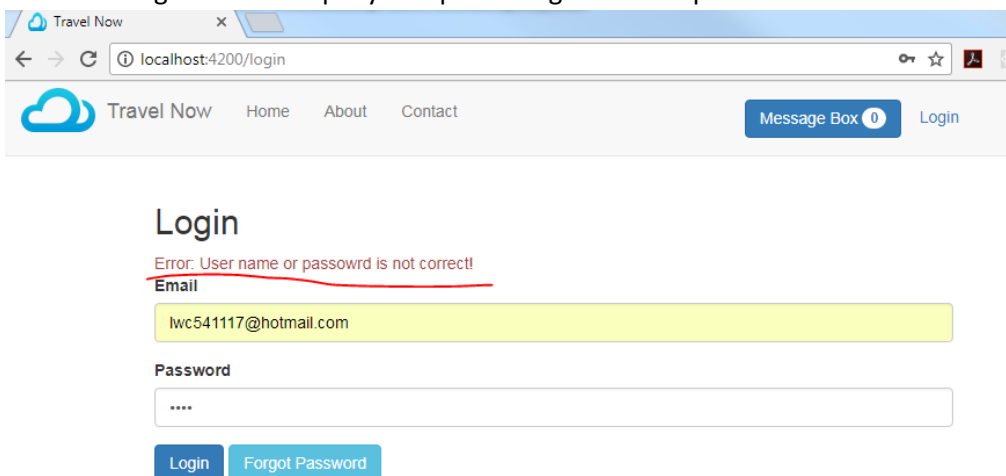 Travel Now
localhost:4200/login
Travel Now Home About Contact Message Box 0 Login
Login
Error: User name or passowrd is not correct!
Email
lwc541117@hotmail.com
Password
····
Login Forgot Password